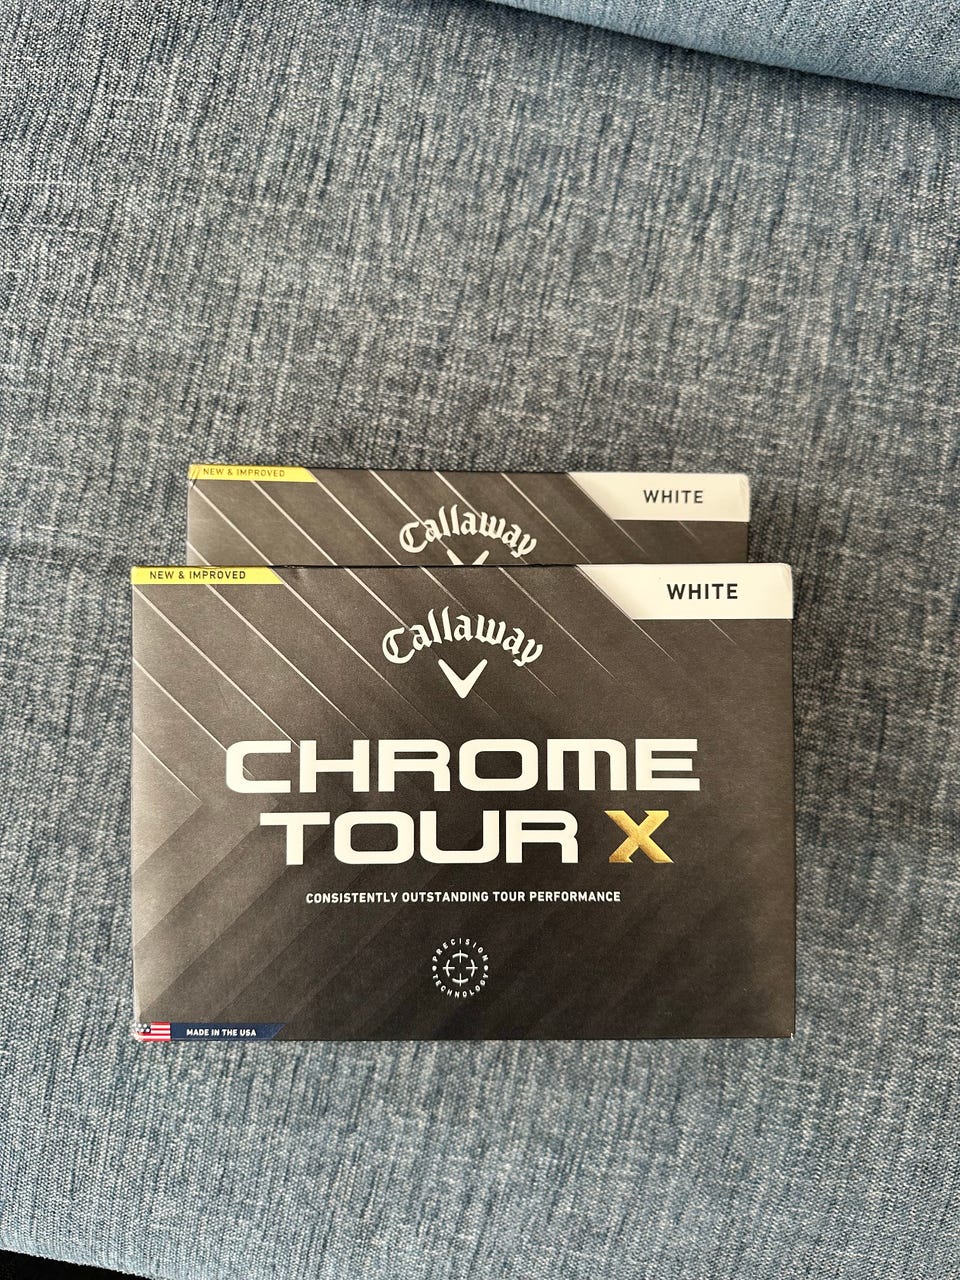 NEW & IMPROVED
WHITE
Callaway
NEW & IMPROVED
WHITE
Callaway
CHROME
TOUR X
CONSISTENTLY OUTSTANDING TOUR PERFORMANCE
PRECISION
TECHNOLOGY
MADE IN THE USA